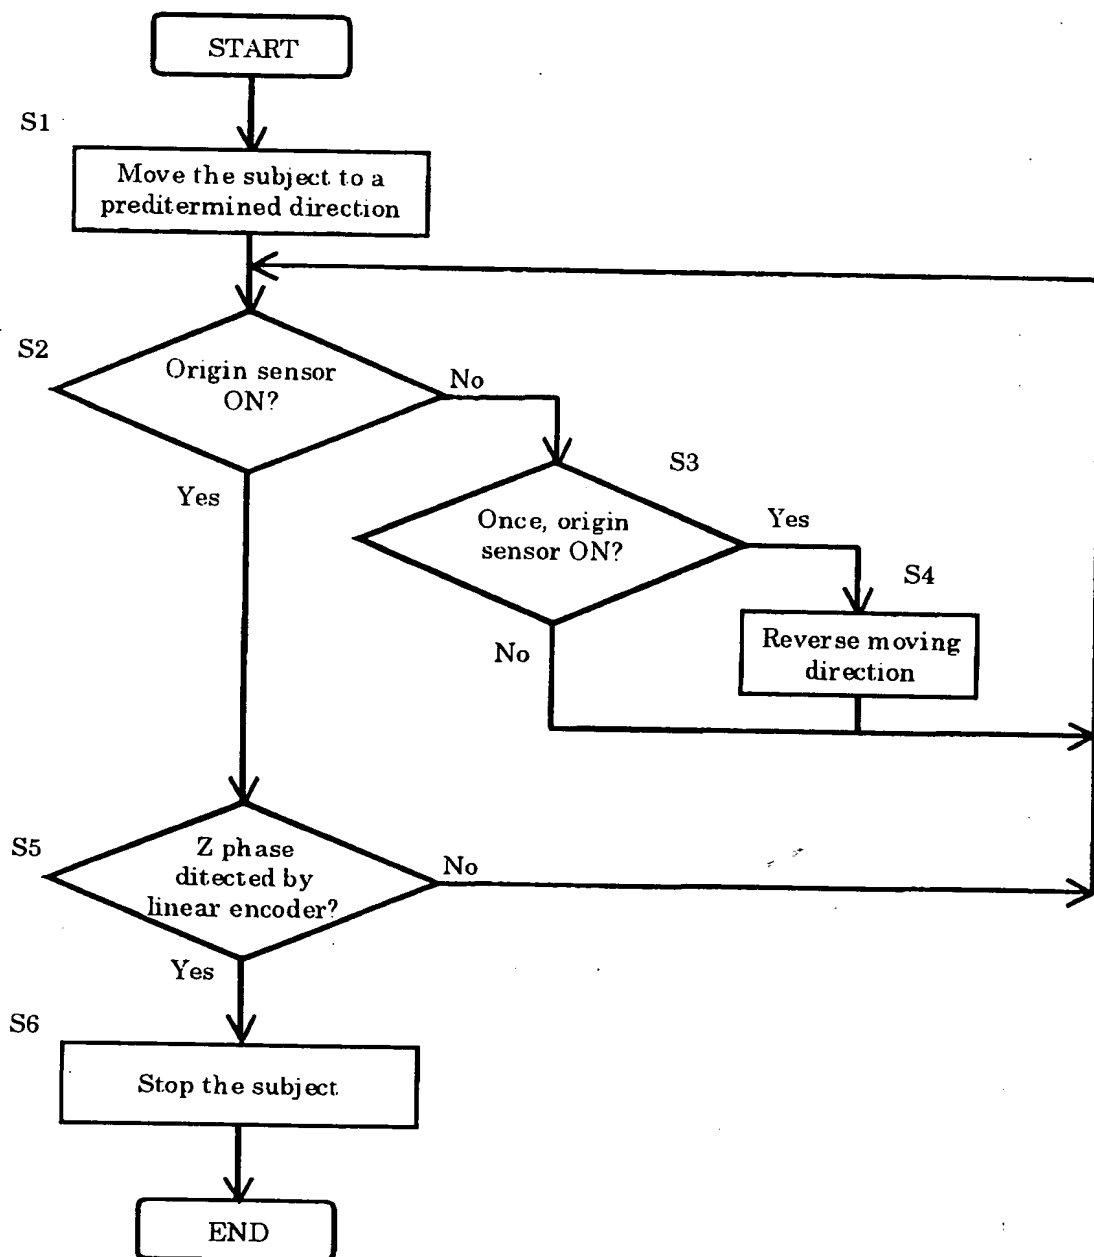 START
S1
Move the subject to a
preditermined direction
S2
Origin sensor
ON?
No
Yes
S3
Once, origin
sensor ON?
Yes
No
S4
Reverse moving
direction
S5
Z phase
ditected by
linear encoder?
No
Yes
S6
Stop the subject
END